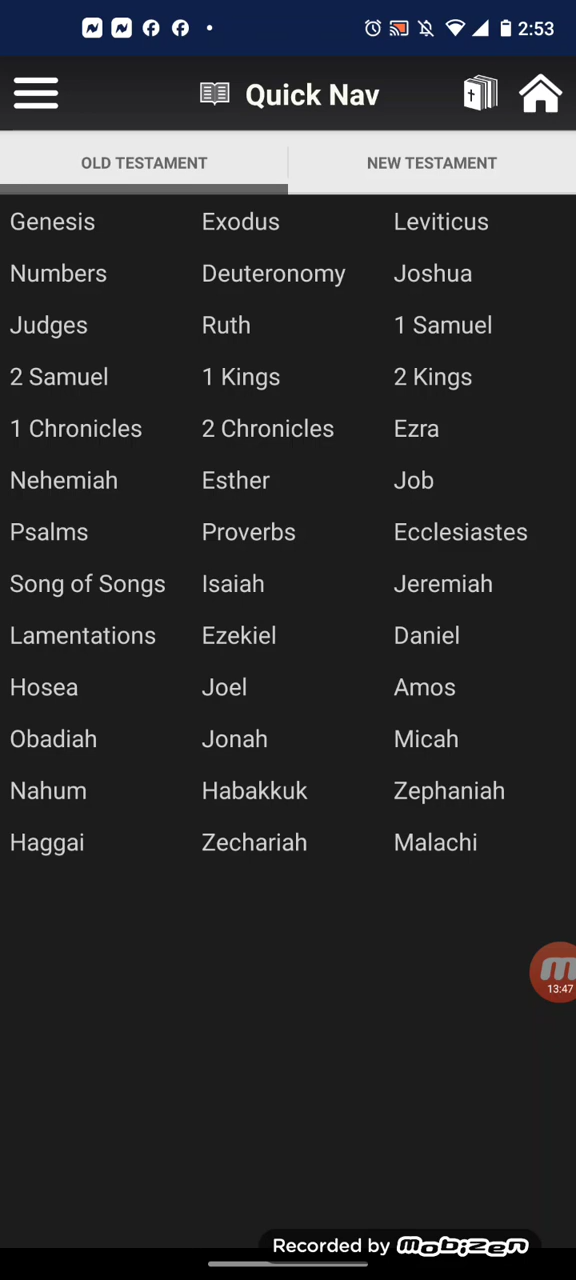 2:53
Quick Nav
OLD TESTAMENT NEW TESTAMENT
Genesis Exodus Leviticus
Numbers Deuteronomy Joshua
Judges Ruth 1 Samuel
2 Samuel 1 Kings 2 Kings
1 Chronicles 2 Chronicles Ezra
Nehemiah Esther Job
Psalms Proverbs Ecclesiastes
Song of Songs Isaiah Jeremiah
Lamentations Ezekiel Daniel
Hosea Joel Amos
Obadiah Jonah Micah
Nahum Habakkuk Zephaniah
Haggai Zechariah Malachi
m
13:47
Recorded by mobizen